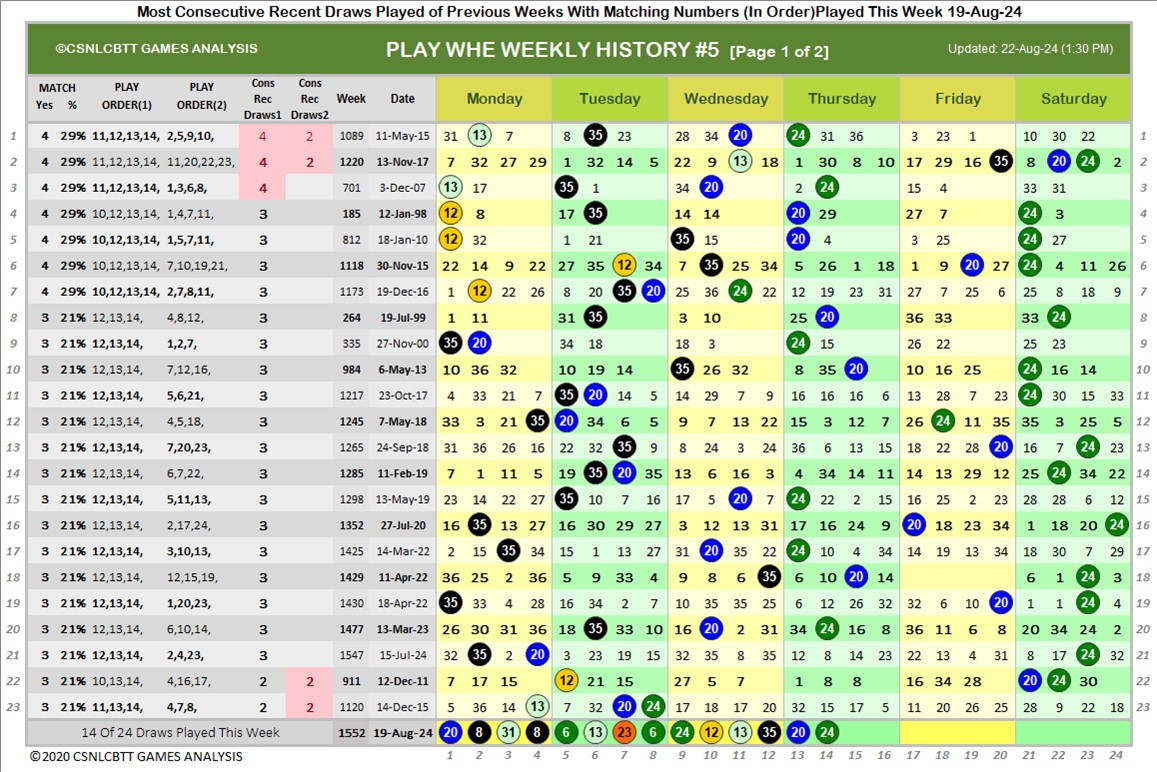 Most Consecutive Recent Draws Played of Previous Weeks With Matching Numbers (In Order)Played This Week 19-Aug-24
©CSNLCBTT GAMES ANALYSIS PLAY WHE WEEKLY HISTORY #5 [Page 1 of 2] Updated: 22-Aug-24 (1:30 PM)
MATCH PLAY PLAY Cons Cons
Yes % ORDER(1) ORDER(2) Rec Rec Week Date Monday Tuesday Wednesday Thursday Friday Saturday
Draws1 Draws2
1 4 29% 11,12,13,14, 2,5,9,10, 4 2 1089 11-May-15 31 13 7 8 35 23 28 34 20 24 31 36 3 23 1 10 30 22 1
2 4 29% 11,12,13,14, 11,20,22,23, 4 2 1220 13-Nov-17 7 32 27 29 1 32 14 5 22 9 13 18 1 30 8 10 17 29 16 35 8 20 24 2 2
3 4 29% 11,12,13,14, 1,3,6,8, 4 701 3-Dec-07 13 17 35 1 34 20 2 24 15 4 33 31 3
4 4 29% 10,12,13,14, 1,4,7,11, 3 185 12-Jan-98 12 8 17 35 14 14 20 29 27 7 24 3 4
5 4 29% 10,12,13,14, 1,5,7,11, 3 812 18-Jan-10 12 32 1 21 35 15 20 4 3 25 24 27 5
6 4 29% 10,12,13,14, 7,10,19,21, 3 1118 30-Nov-15 22 14 9 22 27 35 12 34 7 35 25 34 5 26 1 18 1 9 20 27 24 4 11 26 6
7 4 29% 10,12,13,14, 2,7,8,11, 3 1173 19-Dec-16 1 12 22 26 8 20 35 20 25 36 24 22 12 19 23 31 27 7 25 6 25 8 18 9 7
8 3 21% 12,13,14, 4,8,12, 3 264 19-Jul-99 1 11 31 35 3 10 25 20 36 33 33 24 8
9 3 21% 12,13,14, 1,2,7, 3 335 27-Nov-00 35 20 34 18 18 3 24 15 26 22 25 23 9
10 3 21% 12,13,14, 7,12,16, 3 984 6-May-13 10 36 32 10 19 14 35 26 32 8 35 20 10 16 25 24 16 14 10
11 3 21% 12,13,14, 5,6,21, 3 1217 23-Oct-17 4 33 21 7 35 20 14 5 14 29 7 9 16 16 16 6 13 28 7 23 24 30 15 33 11
12 3 21% 12,13,14, 4,5,18, 3 1245 7-May-18 33 3 21 35 20 34 6 5 9 7 13 22 15 3 12 7 26 24 11 35 35 3 25 5 12
13 3 21% 12,13,14, 7,20,23, 3 1265 24-Sep-18 31 36 26 16 22 32 35 9 8 24 3 24 36 6 13 15 18 22 28 20 16 7 24 23 13
14 3 21% 12,13,14, 6,7,22, 3 1285 11-Feb-19 7 1 11 5 19 35 20 35 13 6 16 3 4 34 14 11 14 13 29 12 25 24 34 22 14
15 3 21% 12,13,14, 5,11,13, 3 1298 13-May-19 23 14 22 27 35 10 7 16 17 5 20 7 24 22 2 15 16 25 2 23 28 28 6 12 15
16 3 21% 12,13,14, 2,17,24, 3 1352 27-Jul-20 16 35 13 27 16 30 29 27 3 12 13 31 17 16 24 9 20 18 23 34 1 18 20 24 16
17 3 21% 12,13,14, 3,10,13, 3 1425 14-Mar-22 2 15 35 34 15 1 13 27 31 20 35 22 24 10 4 34 14 19 13 34 18 30 7 29 17
18 3 21% 12,13,14, 12,15,19, 3 1429 11-Apr-22 36 25 2 36 5 9 33 4 9 8 6 35 6 10 20 14 6 1 24 3 18
19 3 21% 12,13,14, 1,20,23, 3 1430 18-Apr-22 35 33 4 28 16 34 2 7 10 35 35 25 6 12 26 32 32 6 10 20 1 1 24 4 19
20 3 21% 12,13,14, 6,10,14, 3 1477 13-Mar-23 26 30 31 36 18 35 33 10 16 20 2 31 34 24 16 8 36 11 6 8 20 34 24 2 20
21 3 21% 12,13,14, 2,4,23, 3 1547 15-Jul-24 32 35 2 20 3 23 19 15 32 35 8 35 12 8 14 23 22 13 4 31 8 17 24 32 21
22 3 21% 10,13,14, 4,16,17, 2 2 911 12-Dec-11 7 17 15 12 21 15 27 5 7 1 8 8 16 34 28 20 24 30 22
23 3 21% 11,13,14, 4,7,8, 2 2 1120 14-Dec-15 5 36 34 13 7 32 20 24 17 18 17 20 32 15 17 5 11 20 26 25 28 9 22 18 23
14 Of 24 Draws Played This Week 1552 19-Aug-24 20 8 31 8 6 13 23 6 24 12 13 35 20 24
©2020 CSNLCBTT GAMES ANALYSIS 1 2 3 4 5 6 7 8 9 10 11 12 13 14 15 16 17 18 19 20 21 22 23 24